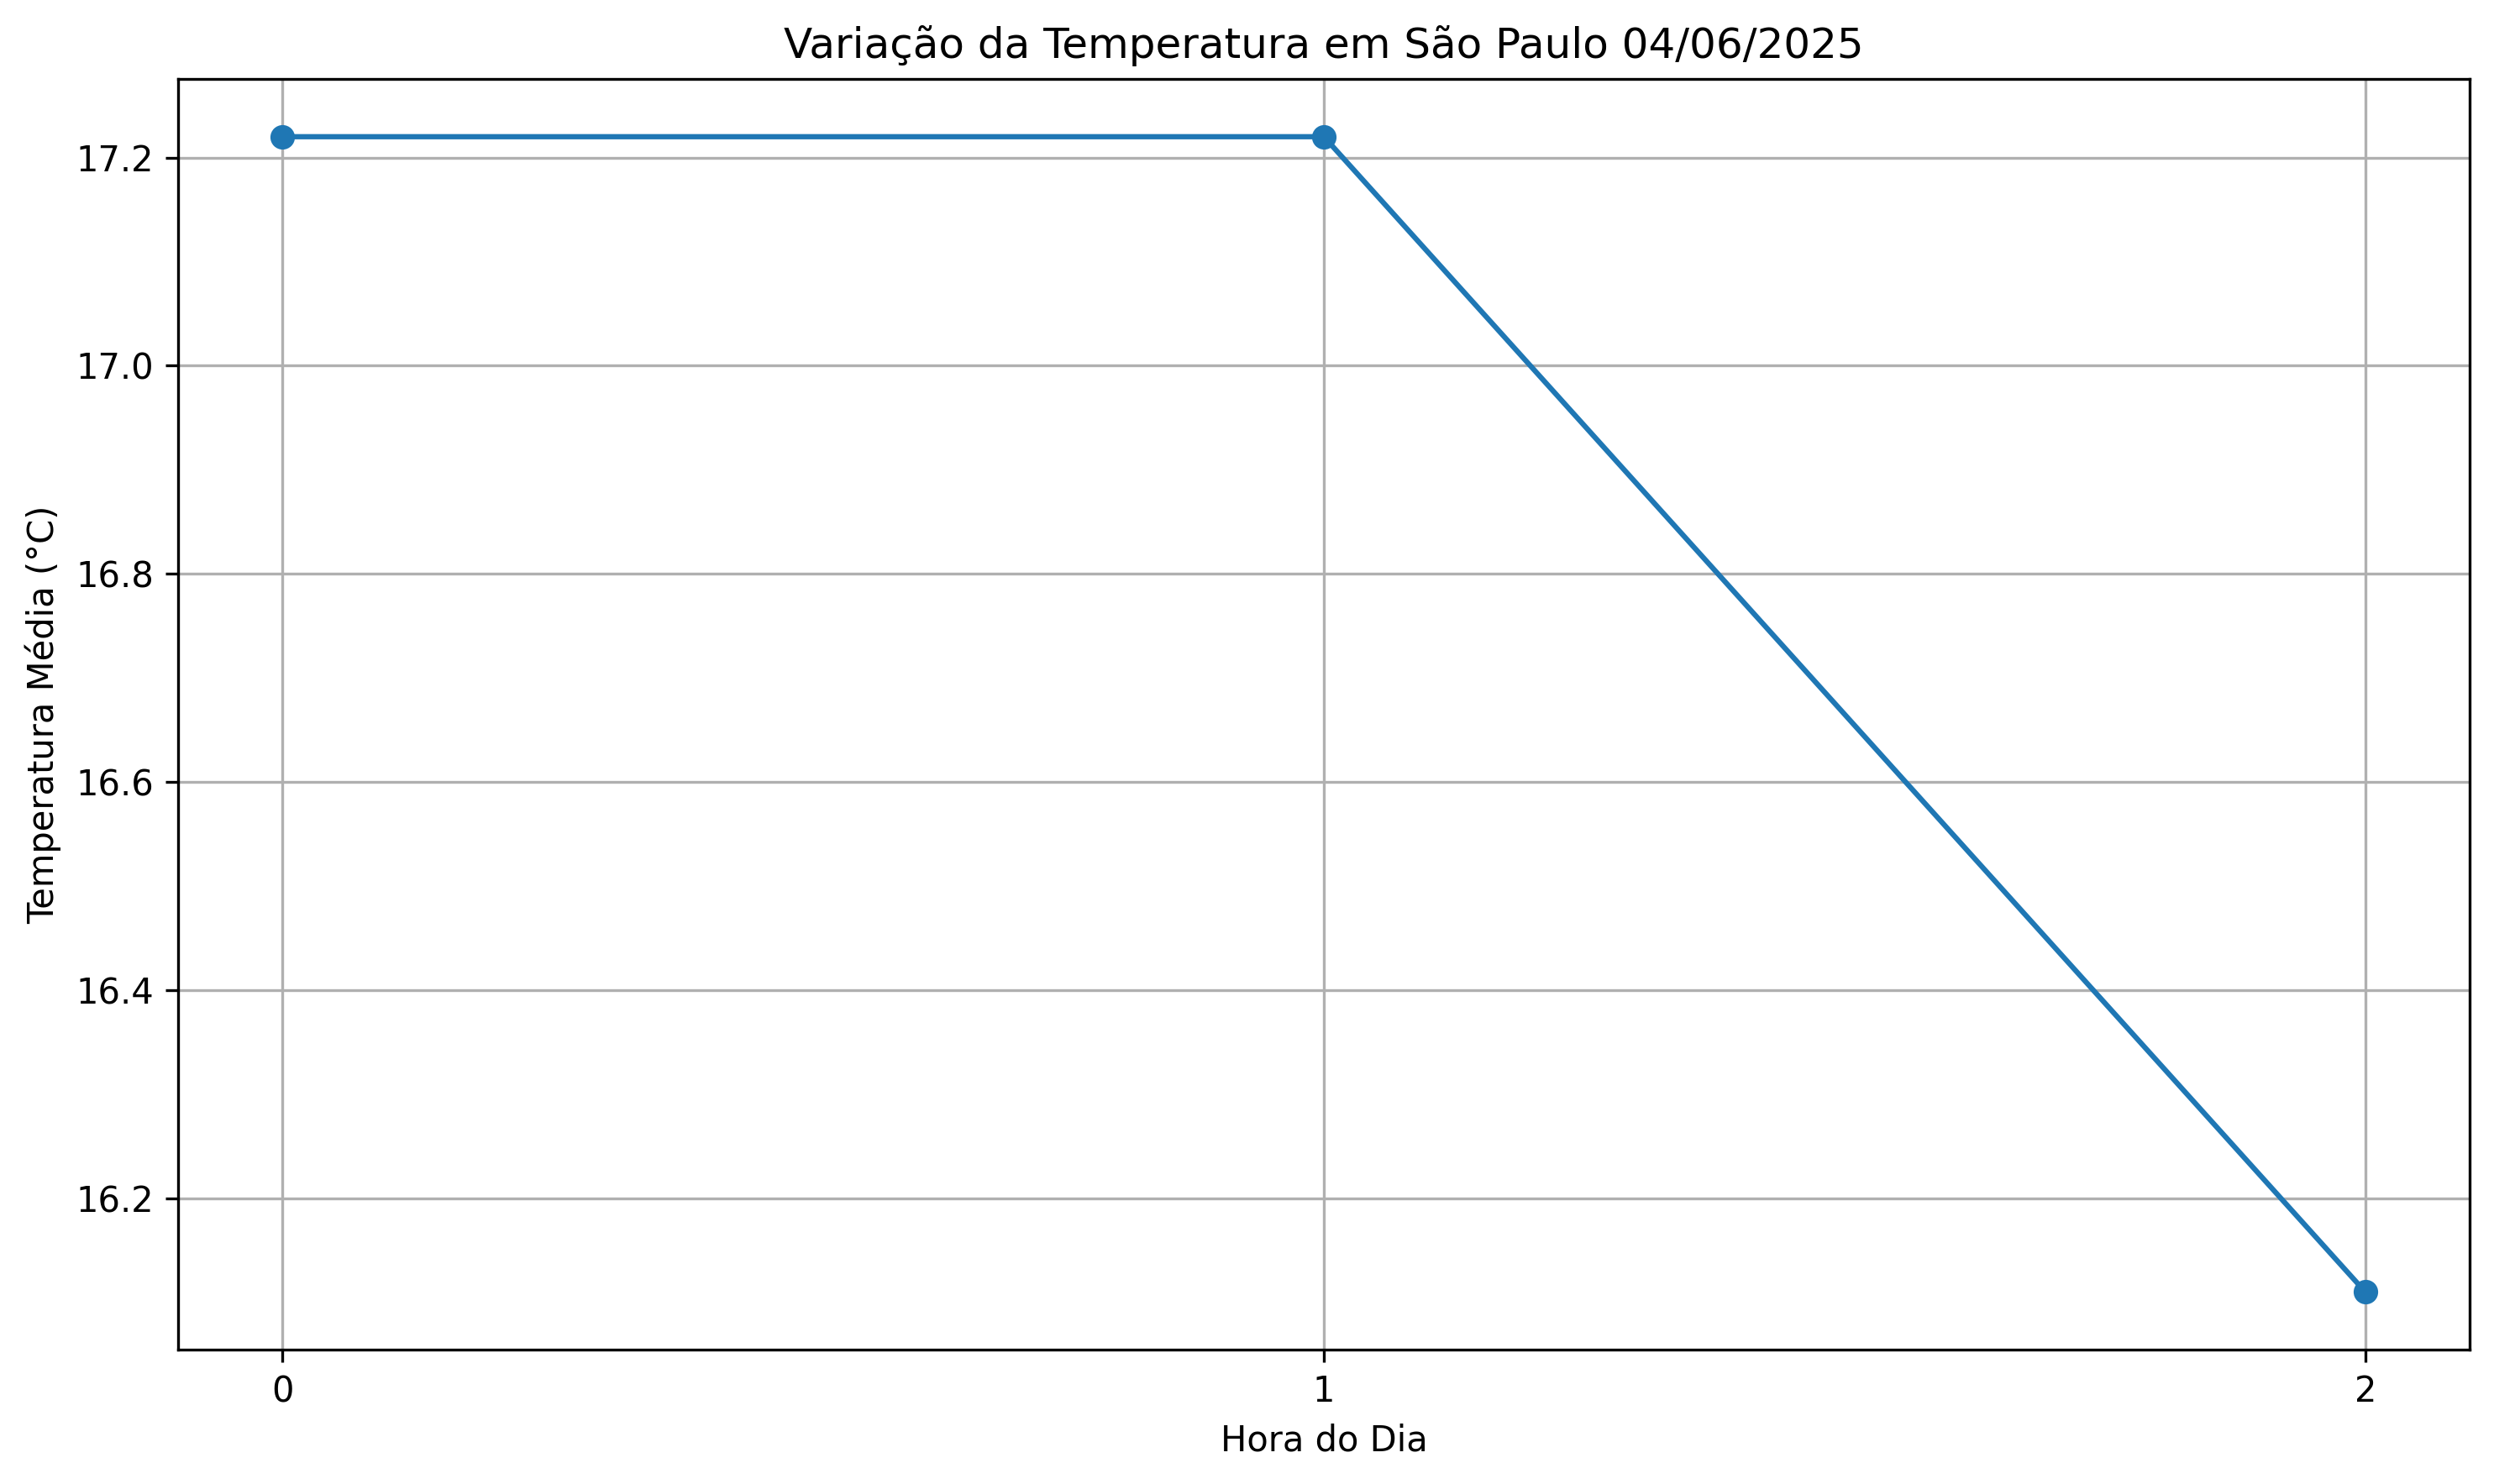 Variação da Temperatura em São Paulo 04/06/2025
Temperatura Média (°C)
17.2
17.0
16.8
16.6
16.4
16.2
0 1 2
Hora do Dia